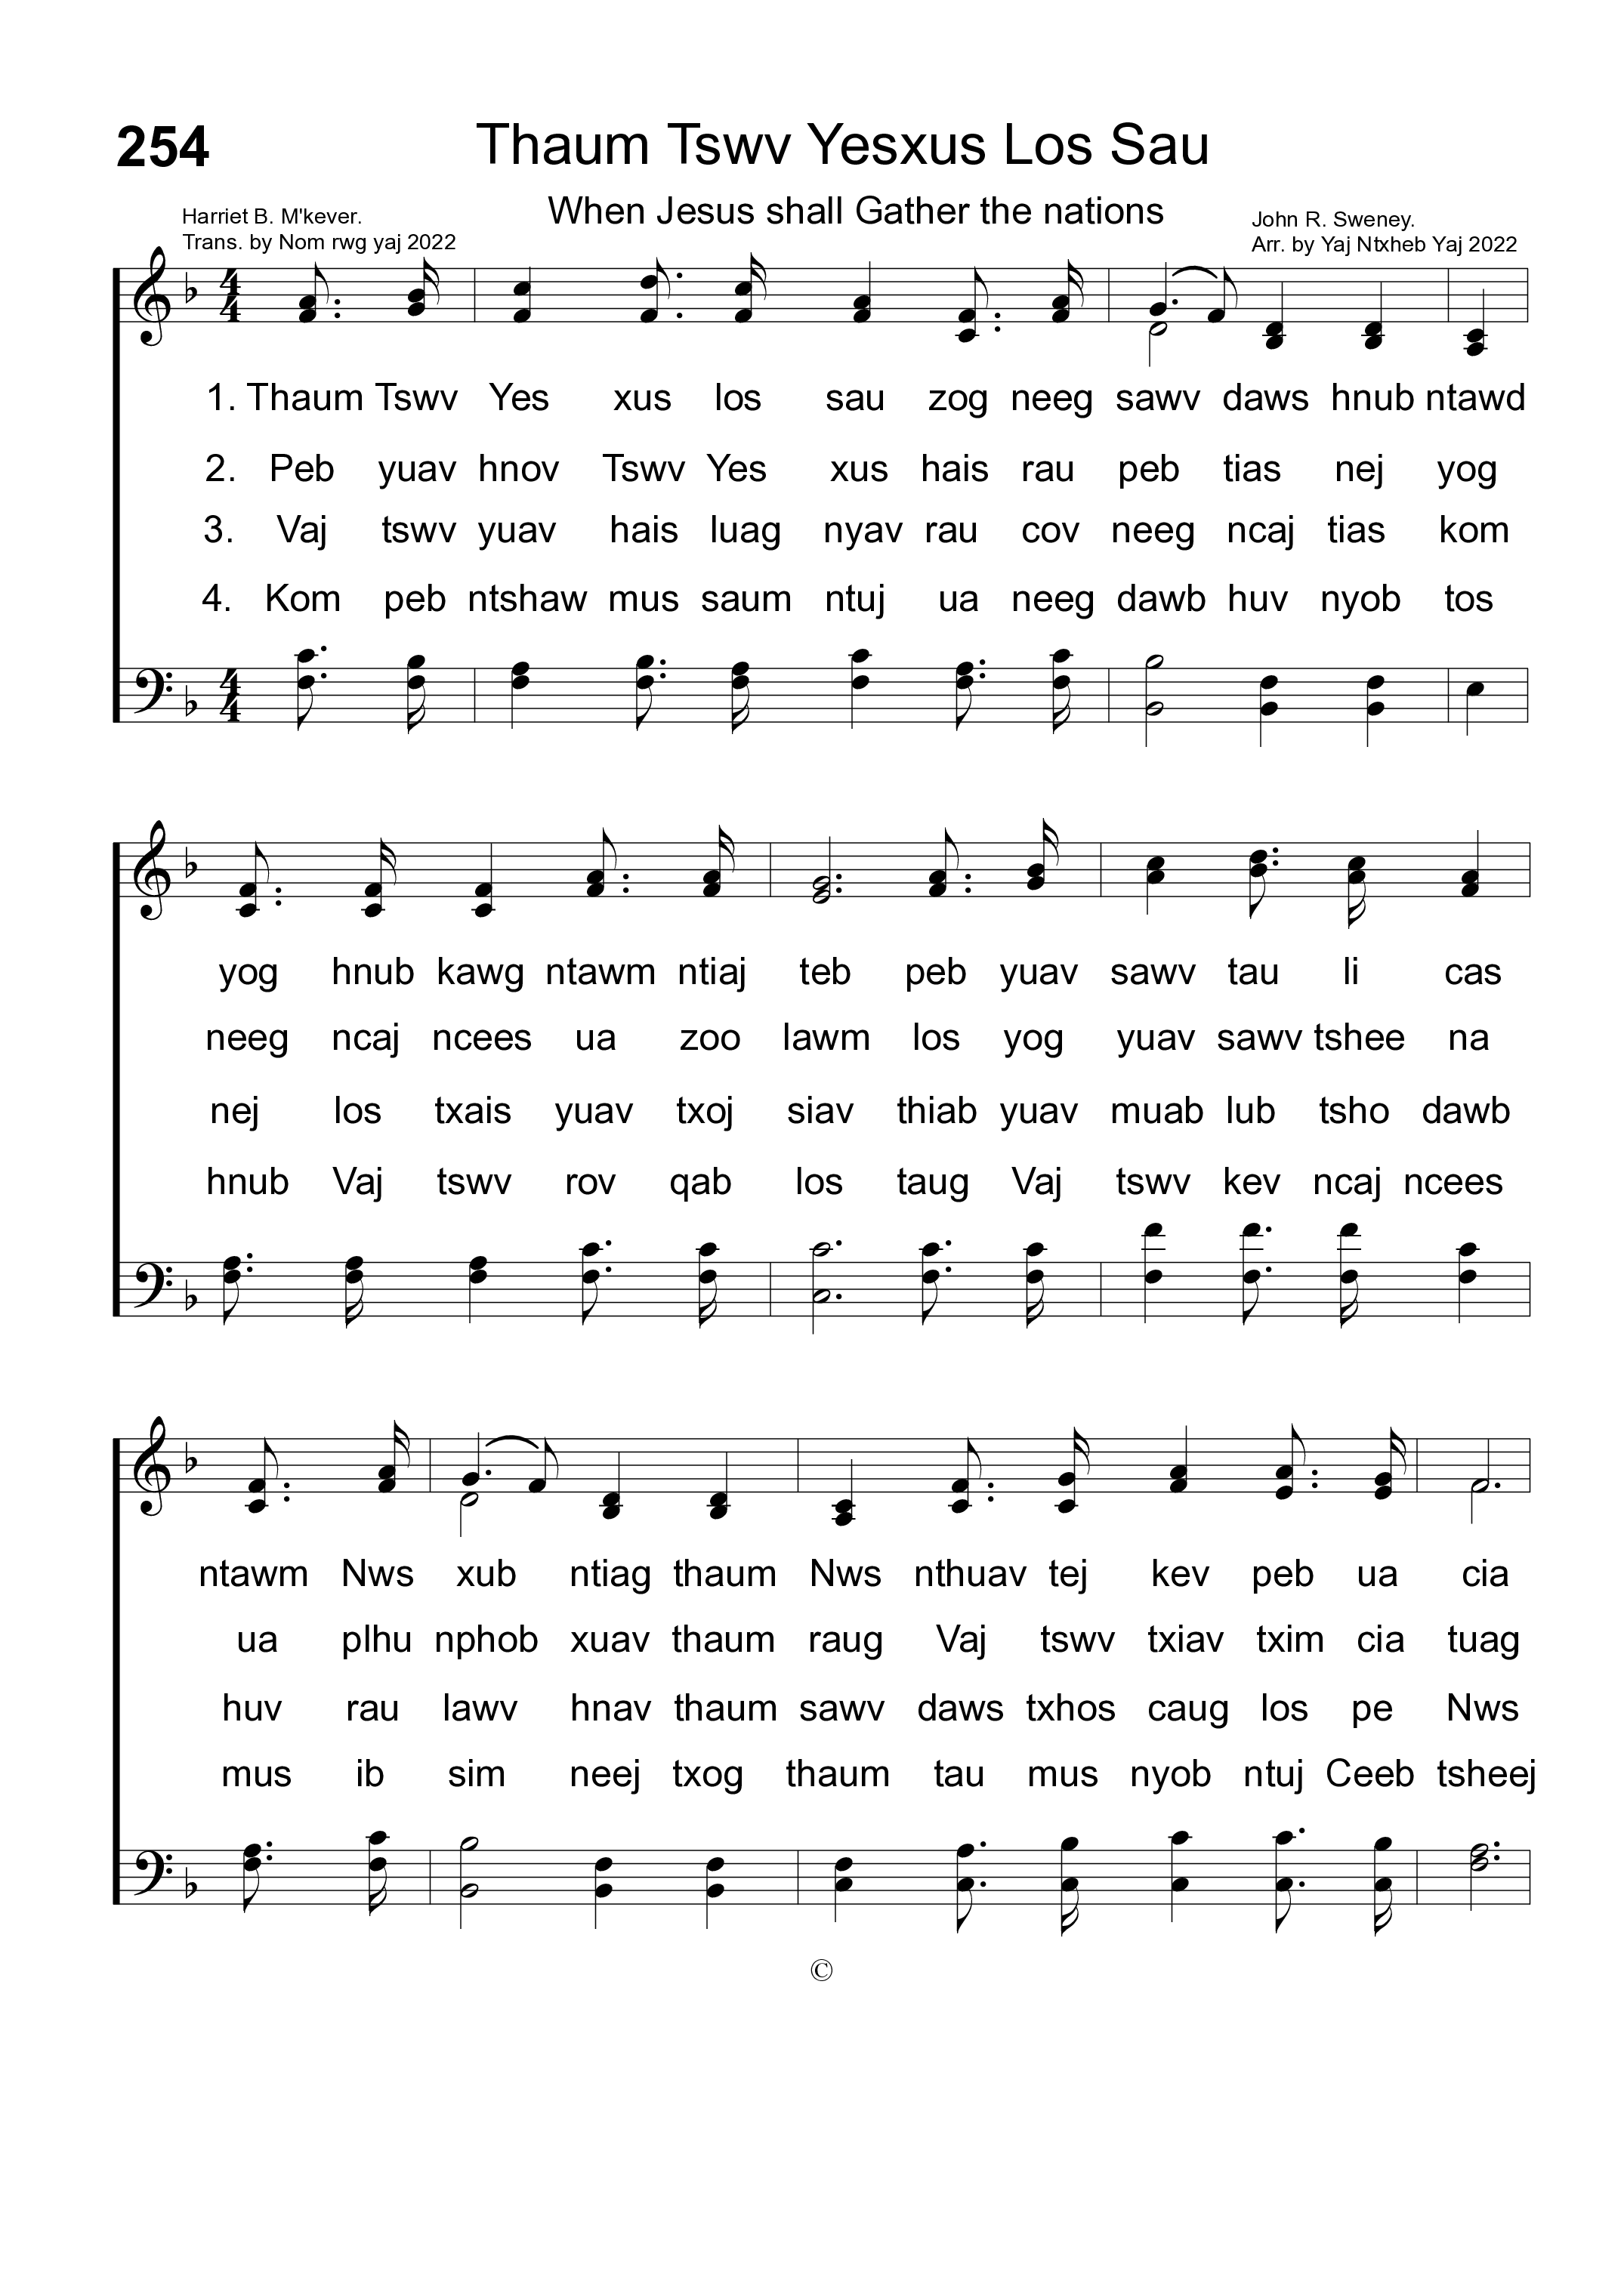 254
Thaum Tswv Yesxus Los Sau
When Jesus shall Gather the nations
Harriet B. M'kever.
Trans. by Nom rwg yaj 2022
John R. Sweney.
Arr. by Yaj Ntxheb Yaj 2022
1. Thaum Tswv Yes xus los sau zog neeg sawv daws hnub ntawd
2. Peb yuav hnov Tswv Yes xus hais rau peb tias nej yog
3. Vaj tswv yuav hais luag nyav rau cov neeg ncaj tias kom
4. Kom peb ntshaw mus saum ntuj ua neeg dawb huv nyob tos
yog hnub kawg ntawm ntiaj teb peb yuav sawv tau li cas
neeg ncaj ncees ua zoo lawm los yog yuav sawv tshee na
nej los txais yuav txoj siav thiab yuav muab lub tsho dawb
hnub Vaj tswv rov qab los taug Vaj tswv kev ncaj ncees
ntawm Nws xub ntiag thaum Nws nthuav tej kev peb ua cia
ua plhu nphob xuav thaum raug Vaj tswv txiav txim cia tuag
huv rau lawv hnav thaum sawv daws txhos caug los pe Nws
mus ib sim neej txog thaum tau mus nyob ntuj Ceeb tsheej
©